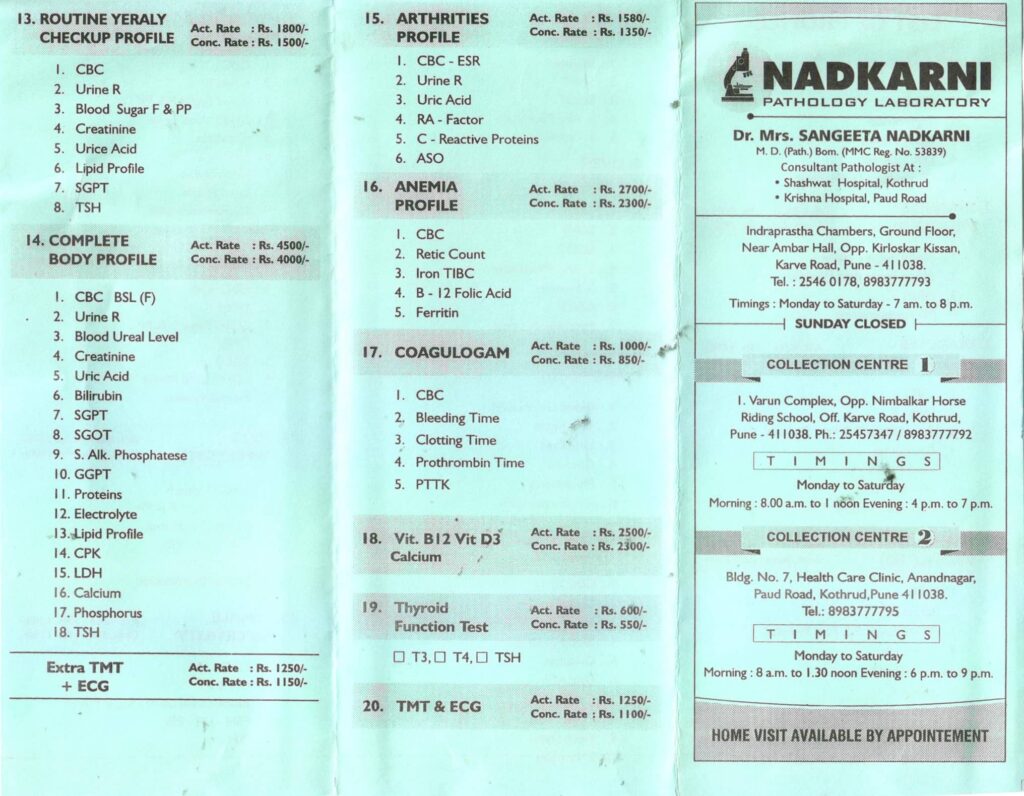 13. ROUTINE YERALY
CHECKUP PROFILE
Act. Rate : Rs. 1800/-
Conc. Rate : Rs. 1500/-
1. CBC
2. Urine R
3. Blood Sugar F & PP
4. Creatinine
5. Urice Acid
6. Lipid Profile
7. SGPT
8. TSH
14. COMPLETE
BODY PROFILE
Act. Rate : Rs. 4500/-
Conc. Rate : Rs. 4000/-
1. CBC BSL (F)
2. Urine R
3. Blood Ureal Level
4. Creatinine
5. Uric Acid
6. Bilirubin
7. SGPT
8. SGOT
9. S. Alk. Phosphatese
10. GGPT
11. Proteins
12. Electrolyte
13. Lipid Profile
14. CPK
15. LDH
16. Calcium
17. Phosphorus
18. TSH
Extra TMT
+ ECG
Act. Rate : Rs. 1250/-
Conc. Rate : Rs. 1150/-
15. ARTHRITIES
PROFILE
Act. Rate : Rs. 1580/-
Conc. Rate : Rs. 1350/-
1. CBC - ESR
2. Urine R
3. Uric Acid
4. RA - Factor
5. C - Reactive Proteins
6. ASO
16. ANEMIA
PROFILE
Act. Rate : Rs. 2700/-
Conc. Rate : Rs. 2300/-
1. CBC
2. Retic Count
3. Iron TIBC
4. B - 12 Folic Acid
5. Ferritin
17. COAGULOGAM
Act. Rate : Rs. 1000/-
Conc. Rate : Rs. 850/-
1. CBC
2. Bleeding Time
3. Clotting Time
4. Prothrombin Time
5. PTTK
18. Vit. B12 Vit D3
Calcium
Act. Rate : Rs. 2500/-
Conc. Rate : Rs. 2300/-
19. Thyroid
Function Test
Act. Rate : Rs. 600/-
Conc. Rate : Rs. 550/-
☐ T3, ☐ T4, ☐ TSH
20. TMT & ECG
Act. Rate : Rs. 1250/-
Conc. Rate : Rs. 1100/-
NADKARNI
PATHOLOGY LABORATORY
Dr. Mrs. SANGEETA NADKARNI
M. D. (Path.) Bom. (MMC Reg. No. 53839)
Consultant Pathologist At :
• Shashwat Hospital, Kothrud
• Krishna Hospital, Paud Road
Indraprastha Chambers, Ground Floor,
Near Ambar Hall, Opp. Kirloskar Kissan,
Karve Road, Pune - 411038.
Tel. : 2546 0178, 8983777793
Timings : Monday to Saturday - 7 am. to 8 p.m.
SUNDAY CLOSED
COLLECTION CENTRE 1
1. Varun Complex, Opp. Nimbalkar Horse
Riding School, Off. Karve Road, Kothrud,
Pune - 411038. Ph.: 25457347 / 8983777792
TIMINGS
Monday to Saturday
Morning : 8.00 a.m. to 1 noon Evening : 4 p.m. to 7 p.m.
COLLECTION CENTRE 2
Bldg. No. 7, Health Care Clinic, Anandnagar,
Paud Road, Kothrud,Pune 411038.
Tel.: 8983777795
TIMINGS
Monday to Saturday
Morning : 8 a.m. to 1.30 noon Evening : 6 p.m. to 9 p.m.
HOME VISIT AVAILABLE BY APPOINTEMENT